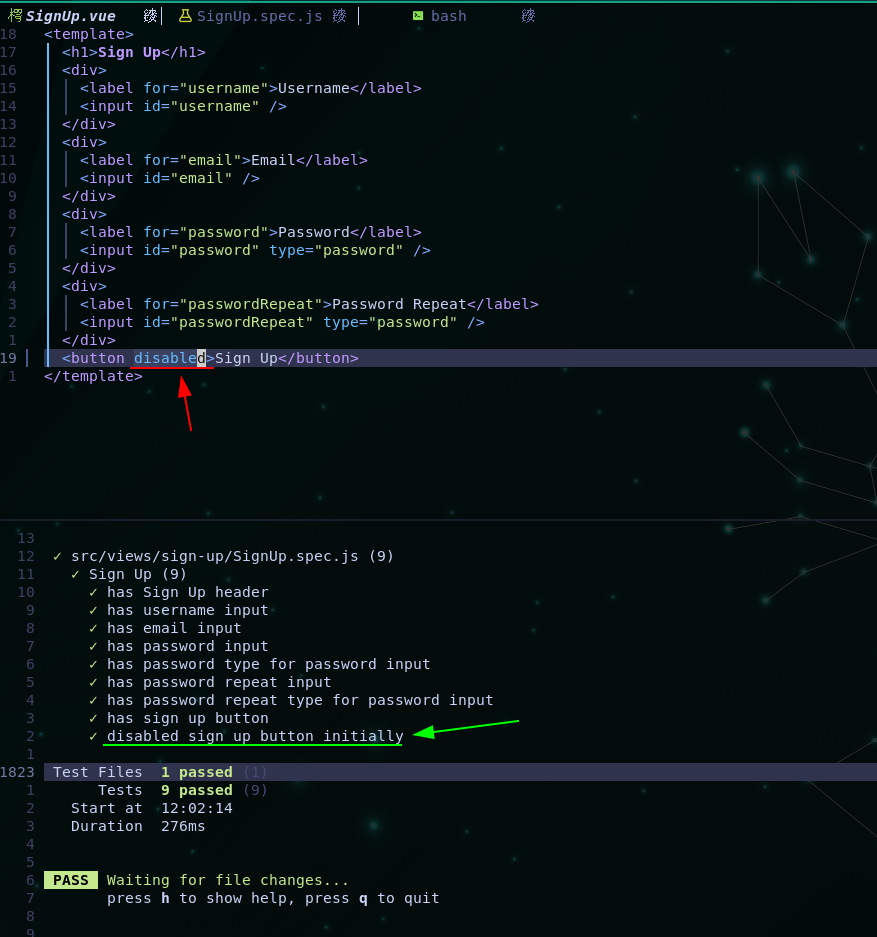 SignUp.vue SignUp.spec.js bash
18 <template>
17 <h1>Sign Up</h1>
16 <div>
15 <label for="username">Username</label>
14 <input id="username" />
13 </div>
12 <div>
11 <label for="email">Email</label>
10 <input id="email" />
9 </div>
8 <div>
7 <label for="password">Password</label>
6 <input id="password" type="password" />
5 </div>
4 <div>
3 <label for="passwordRepeat">Password Repeat</label>
2 <input id="passwordRepeat" type="password" />
1 </div>
19 <button disabled>Sign Up</button>
1 </template>
13
12 ✓ src/views/sign-up/SignUp.spec.js (9)
11 ✓ Sign Up (9)
10 ✓ has Sign Up header
9 ✓ has username input
8 ✓ has email input
7 ✓ has password input
6 ✓ has password type for password input
5 ✓ has password repeat input
4 ✓ has password repeat type for password input
3 ✓ has sign up button
2 ✓ disabled sign up button initially
1
1823 Test Files 1 passed (1)
1 Tests 9 passed (9)
2 Start at 12:02:14
3 Duration 276ms
4
5
6 PASS Waiting for file changes...
7 press h to show help, press q to quit
8
9